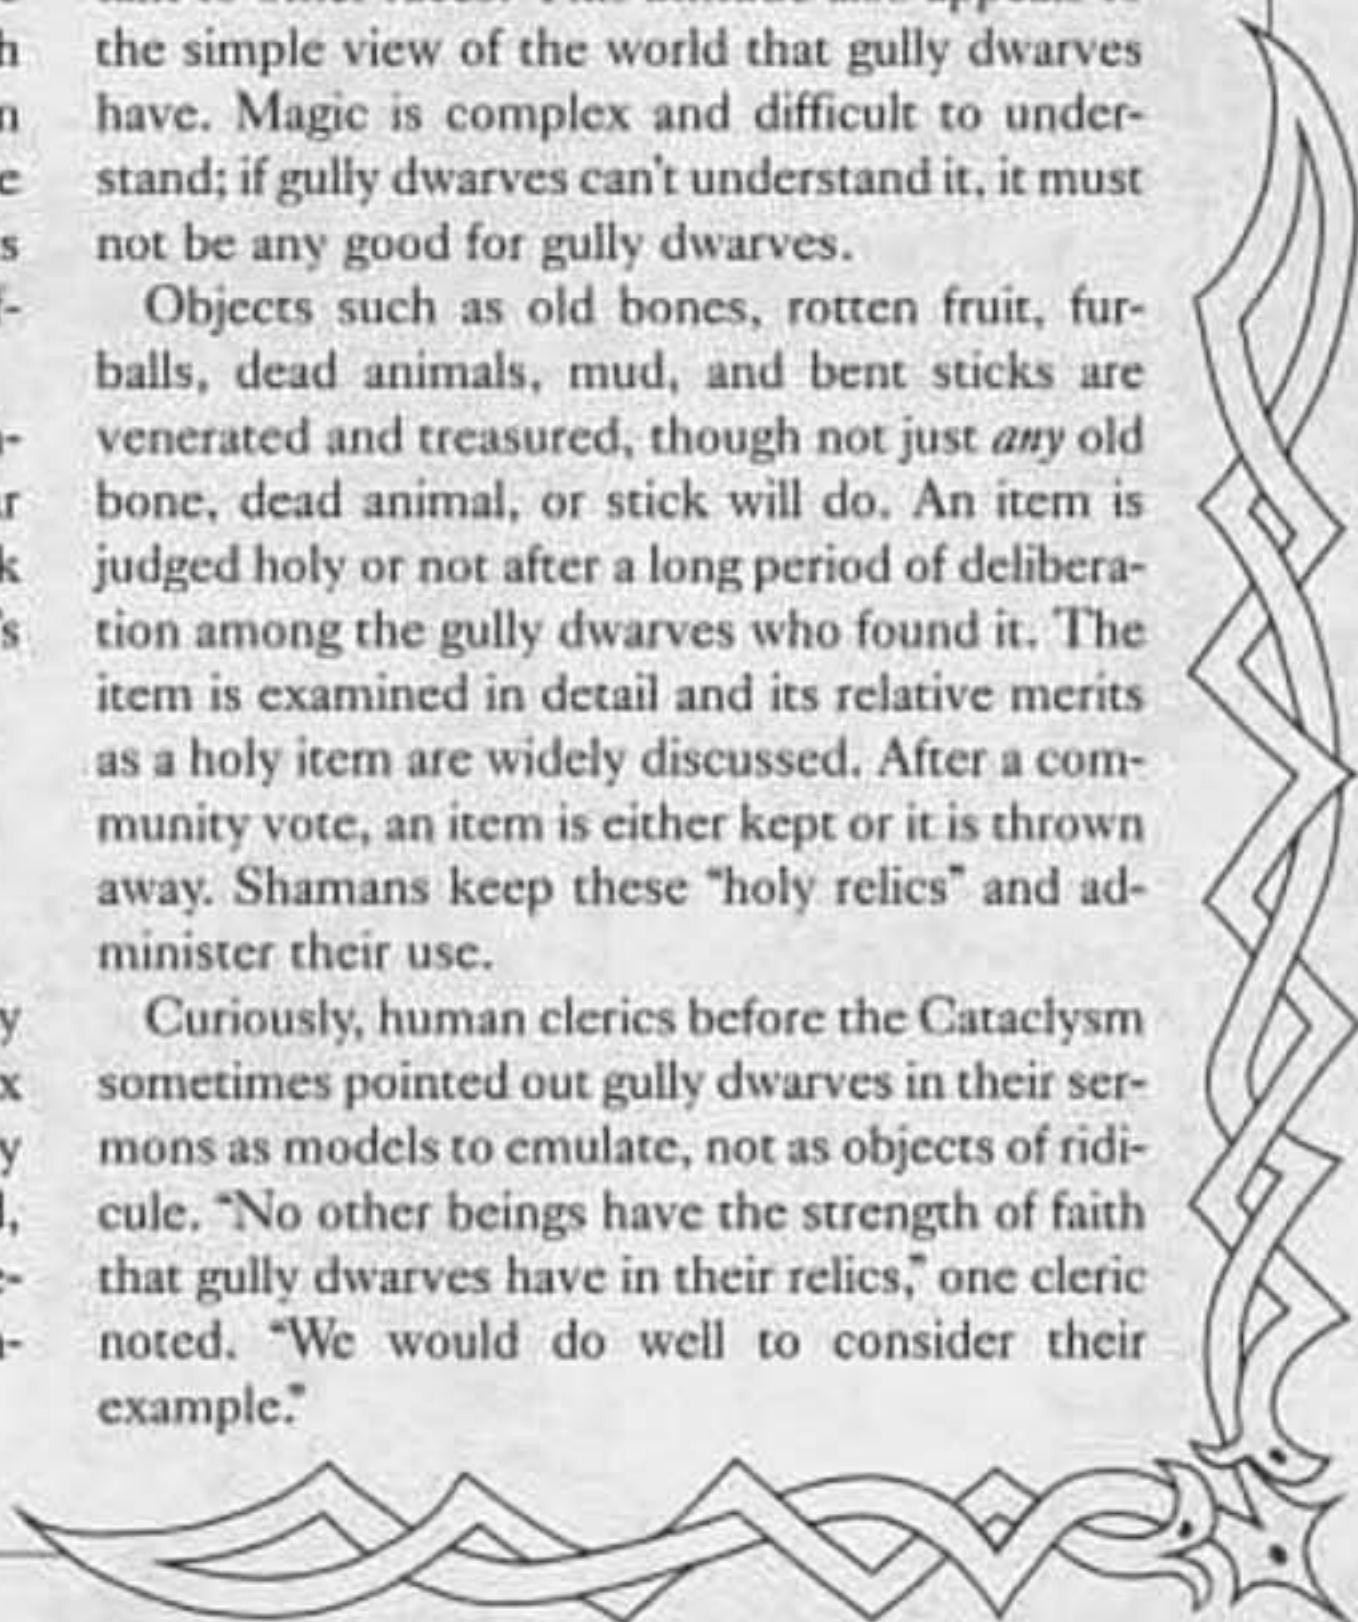 the simple view of the world that gully dwarves
have. Magic is complex and difficult to under-
stand; if gully dwarves can't understand it, it must
not be any good for gully dwarves.
Objects such as old bones, rotten fruit, fur-
balls, dead animals, mud, and bent sticks are
venerated and treasured, though not just any old
bone, dead animal, or stick will do. An item is
judged holy or not after a long period of delibera-
tion among the gully dwarves who found it. The
item is examined in detail and its relative merits
as a holy item are widely discussed. After a com-
munity vote, an item is either kept or it is thrown
away. Shamans keep these "holy relics" and ad-
minister their use.
Curiously, human clerics before the Cataclysm
sometimes pointed out gully dwarves in their ser-
mons as models to emulate, not as objects of ridi-
cule. "No other beings have the strength of faith
that gully dwarves have in their relics," one cleric
noted. "We would do well to consider their
example."